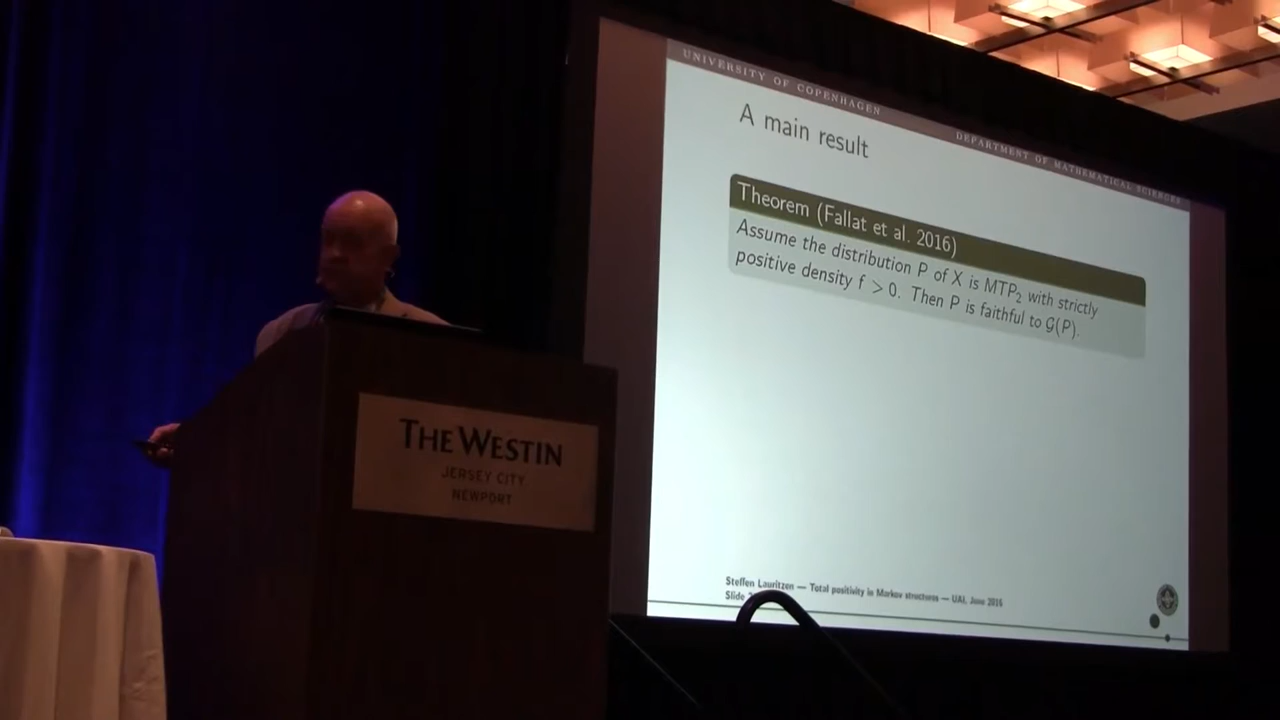 UNIVERSITY OF COPENHAGEN
DEPARTMENT OF MATHEMATICAL SCIENCES
A main result
Theorem (Fallat et al. 2016)
Assume the distribution P of X is MTP₂ with strictly
positive density f > 0. Then P is faithful to G(P).
Steffen Lauritzen — Total positivity in Markov structures — UAI, June 2016
Slide
THE WESTIN
JERSEY CITY
NEWPORT